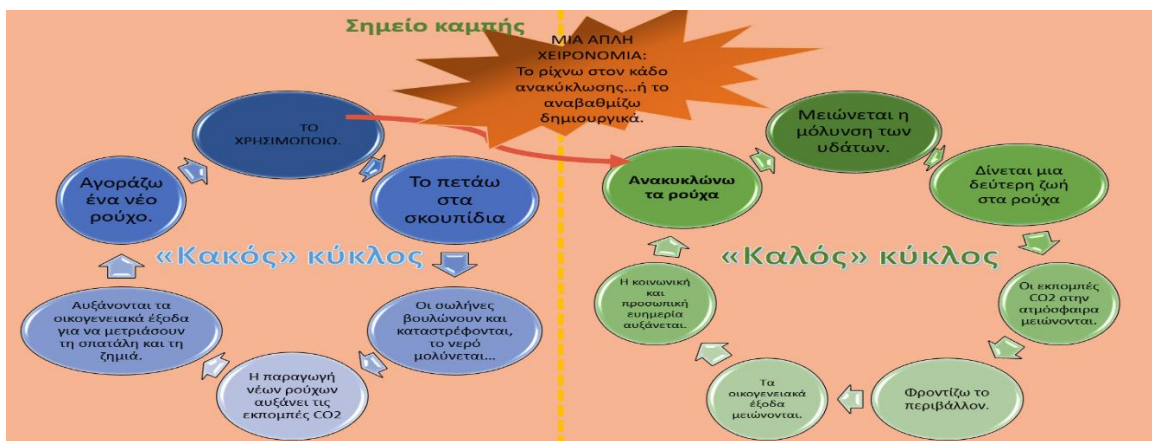 Σημείο καμπής
ΜΙΑ ΑΠΛΗ
ΧΕΙΡΟΝΟΜΙΑ:
Το ρίχνω στον κάδο
ανακύκλωσης...ή το
αναβαθμίζω
δημιουργικά.
ΤΟ
ΧΡΗΣΙΜΟΠΟΙΩ.
Το πετάω
στα
σκουπίδια
Οι σωλήνες
βουλώνουν και
καταστρέφονται,
το νερό
μολύνεται...
Η παραγωγή
νέων ρούχων
αυξάνει τις
εκπομπές CO2
Αυξάνονται τα
οικογενειακά έξοδα
για να μετριάσουν
τη σπατάλη και τη
ζημιά.
Αγοράζω
ένα νέο
ρούχο.
«Κακός» κύκλος
Μειώνεται η
μόλυνση των
υδάτων.
Δίνεται μια
δεύτερη ζωή
στα ρούχα
Οι εκπομπές
CO2 στην
ατμόσφαιρα
μειώνονται.
Φροντίζω το
περιβάλλον.
Τα
οικογενειακά
έξοδα
μειώνονται.
Η κοινωνική
και
προσωπική
ευημερία
αυξάνεται.
Ανακυκλώνω
τα ρούχα
«Καλός» κύκλος